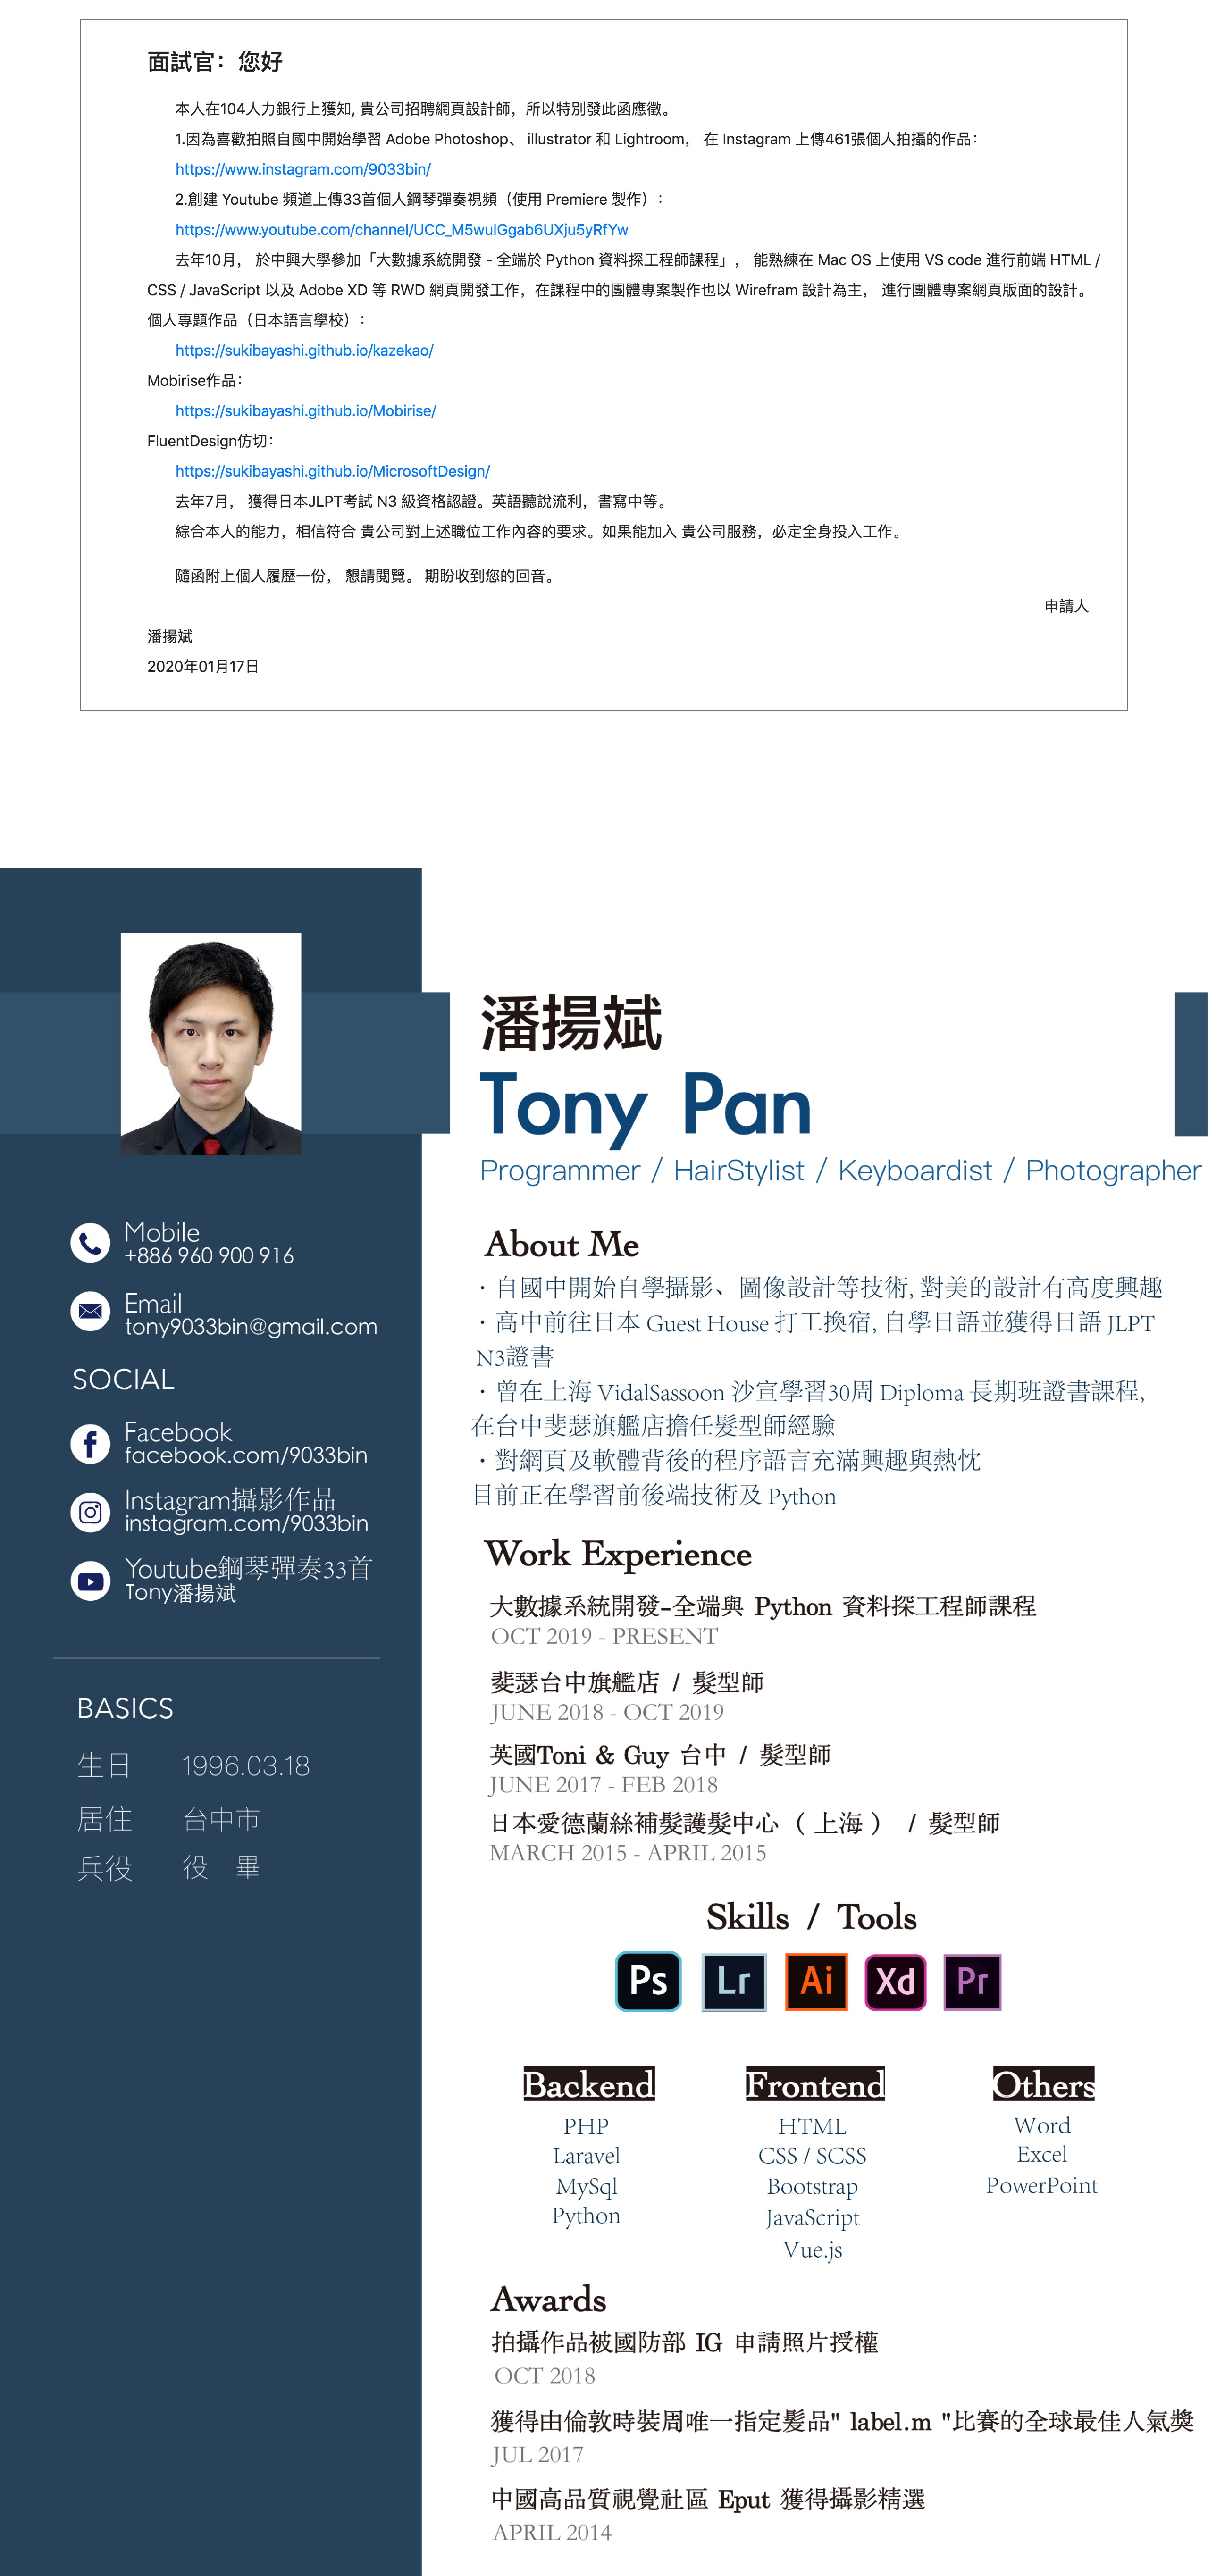 面試官：您好
本人在104人力銀行上獲知, 貴公司招聘網頁設計師，所以特別發此函應徵。
1.因為喜歡拍照自國中開始學習 Adobe Photoshop、 illustrator 和 Lightroom， 在 Instagram 上傳461張個人拍攝的作品：
https://www.instagram.com/9033bin/
2.創建 Youtube 頻道上傳33首個人鋼琴彈奏視頻（使用 Premiere 製作）：
https://www.youtube.com/channel/UCC_M5wulGgab6UXju5yRfYw
去年10月， 於中興大學參加「大數據系統開發 - 全端於 Python 資料探工程師課程」， 能熟練在 Mac OS 上使用 VS code 進行前端 HTML /
CSS / JavaScript 以及 Adobe XD 等 RWD 網頁開發工作，在課程中的團體專案製作也以 Wirefram 設計為主， 進行團體專案網頁版面的設計。
個人專題作品（日本語言學校）：
https://sukibayashi.github.io/kazekao/
Mobirise作品：
https://sukibayashi.github.io/Mobirise/
FluentDesign仿切：
https://sukibayashi.github.io/MicrosoftDesign/
去年7月， 獲得日本JLPT考試 N3 級資格認證。英語聽說流利，書寫中等。
綜合本人的能力，相信符合 貴公司對上述職位工作內容的要求。如果能加入 貴公司服務，必定全身投入工作。
隨函附上個人履歷一份， 懇請閱覽。 期盼收到您的回音。
申請人
潘揚斌
2020年01月17日
潘揚斌
Tony Pan
Programmer / HairStylist / Keyboardist / Photographer
Mobile
+886 960 900 916
Email
tony9033bin@gmail.com
SOCIAL
Facebook
facebook.com/9033bin
Instagram攝影作品
instagram.com/9033bin
Youtube鋼琴彈奏33首
Tony潘揚斌
BASICS
生日 1996.03.18
居住 台中市
兵役 役 畢
About Me
・自國中開始自學攝影、圖像設計等技術, 對美的設計有高度興趣
・高中前往日本 Guest House 打工換宿, 自學日語並獲得日語 JLPT
N3證書
・曾在上海 VidalSassoon 沙宣學習30周 Diploma 長期班證書課程,
在台中斐瑟旗艦店擔任髮型師經驗
・對網頁及軟體背後的程序語言充滿興趣與熱忱
目前正在學習前後端技術及 Python
Work Experience
大數據系統開發-全端與 Python 資料探工程師課程
OCT 2019 - PRESENT
斐瑟台中旗艦店 / 髮型師
JUNE 2018 - OCT 2019
英國Toni & Guy 台中 / 髮型師
JUNE 2017 - FEB 2018
日本愛德蘭絲補髮護髮中心（上海） / 髮型師
MARCH 2015 - APRIL 2015
Skills / Tools
Ps Lr Ai Xd Pr
Backend
PHP
Laravel
MySql
Python
Frontend
HTML
CSS / SCSS
Bootstrap
JavaScript
Vue.js
Others
Word
Excel
PowerPoint
Awards
拍攝作品被國防部 IG 申請照片授權
OCT 2018
獲得由倫敦時裝周唯一指定髮品" label.m "比賽的全球最佳人氣獎
JUL 2017
中國高品質視覺社區 Eput 獲得攝影精選
APRIL 2014